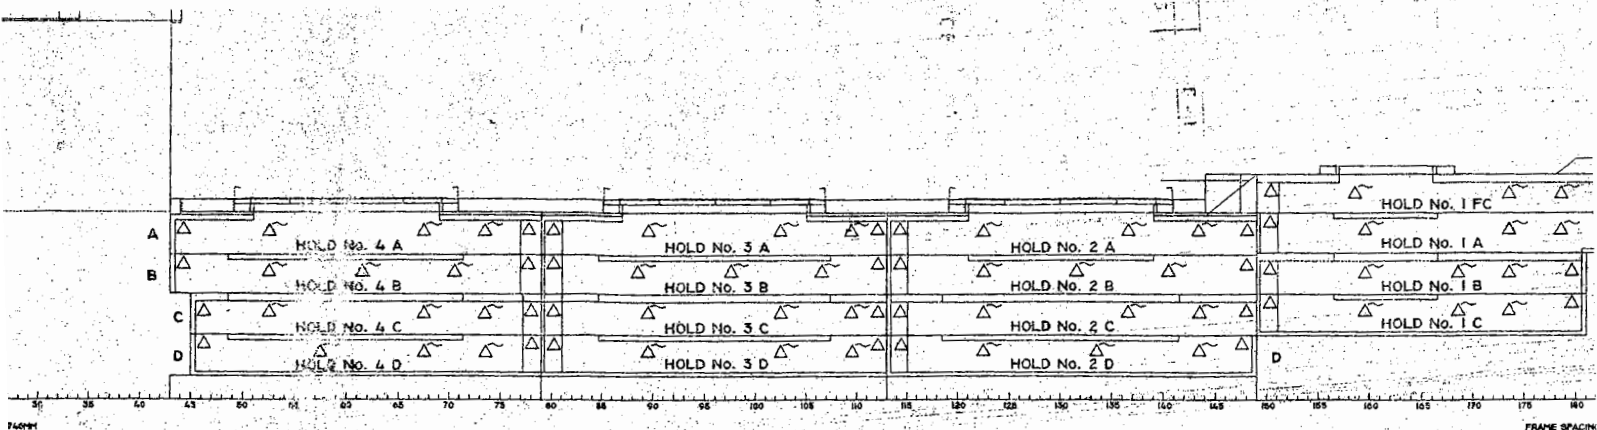 HOLD No. 1 FC
A
HOLD No. 4 A
HOLD No. 3 A
HOLD No. 2 A
HOLD No. 1 A
B
HOLD No. 4 B
HOLD No. 3 B
HOLD No. 2 B
HOLD No. 1 B
C
HOLD No. 4 C
HOLD No. 3 C
HOLD No. 2 C
HOLD No. 1 C
D
HOLD No. 4 D
HOLD No. 3 D
HOLD No. 2 D
D
35 40 45 50 60 65 70 75 80 85 90 95 100 105 110 115 120 125 130 135 140 145 150 155 160 165 170 175 180
FRAME SPACING